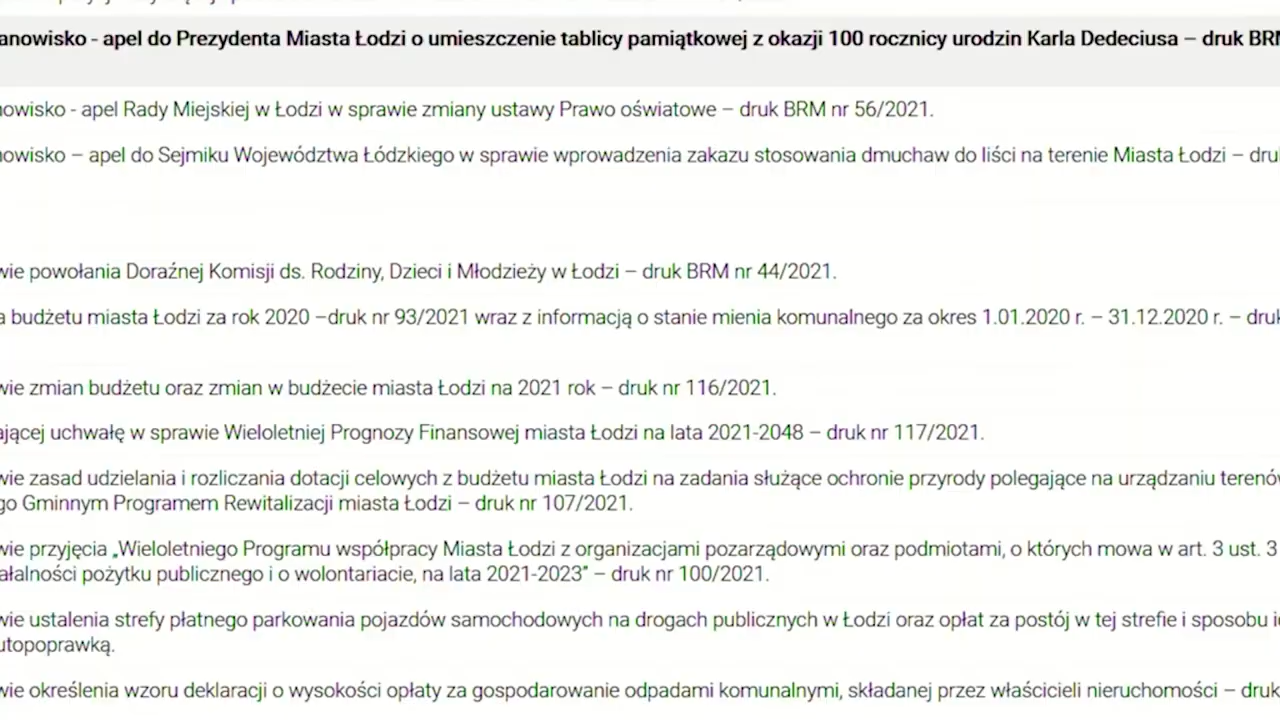 anowisko - apel do Prezydenta Miasta Łodzi o umieszczenie tablicy pamiątkowej z okazji 100 rocznicy urodzin Karla Dedeciusa – druk BRM
nowisko - apel Rady Miejskiej w Łodzi w sprawie zmiany ustawy Prawo oświatowe – druk BRM nr 56/2021.
nowisko – apel do Sejmiku Województwa Łódzkiego w sprawie wprowadzenia zakazu stosowania dmuchaw do liści na terenie Miasta Łodzi – druk
wie powołania Doraźnej Komisji ds. Rodziny, Dzieci i Młodzieży w Łodzi – druk BRM nr 44/2021.
a budżetu miasta Łodzi za rok 2020 –druk nr 93/2021 wraz z informacją o stanie mienia komunalnego za okres 1.01.2020 r. – 31.12.2020 r. – druk
wie zmian budżetu oraz zmian w budżecie miasta Łodzi na 2021 rok – druk nr 116/2021.
ającej uchwałę w sprawie Wieloletniej Prognozy Finansowej miasta Łodzi na lata 2021-2048 – druk nr 117/2021.
wie zasad udzielania i rozliczania dotacji celowych z budżetu miasta Łodzi na zadania służące ochronie przyrody polegające na urządzaniu terenów
go Gminnym Programem Rewitalizacji miasta Łodzi – druk nr 107/2021.
wie przyjęcia „Wieloletniego Programu współpracy Miasta Łodzi z organizacjami pozarządowymi oraz podmiotami, o których mowa w art. 3 ust. 3
ałalności pożytku publicznego i o wolontariacie, na lata 2021-2023” – druk nr 100/2021.
wie ustalenia strefy płatnego parkowania pojazdów samochodowych na drogach publicznych w Łodzi oraz opłat za postój w tej strefie i sposobu ic
utopoprawką.
wie określenia wzoru deklaracji o wysokości opłaty za gospodarowanie odpadami komunalnymi, składanej przez właścicieli nieruchomości – druk